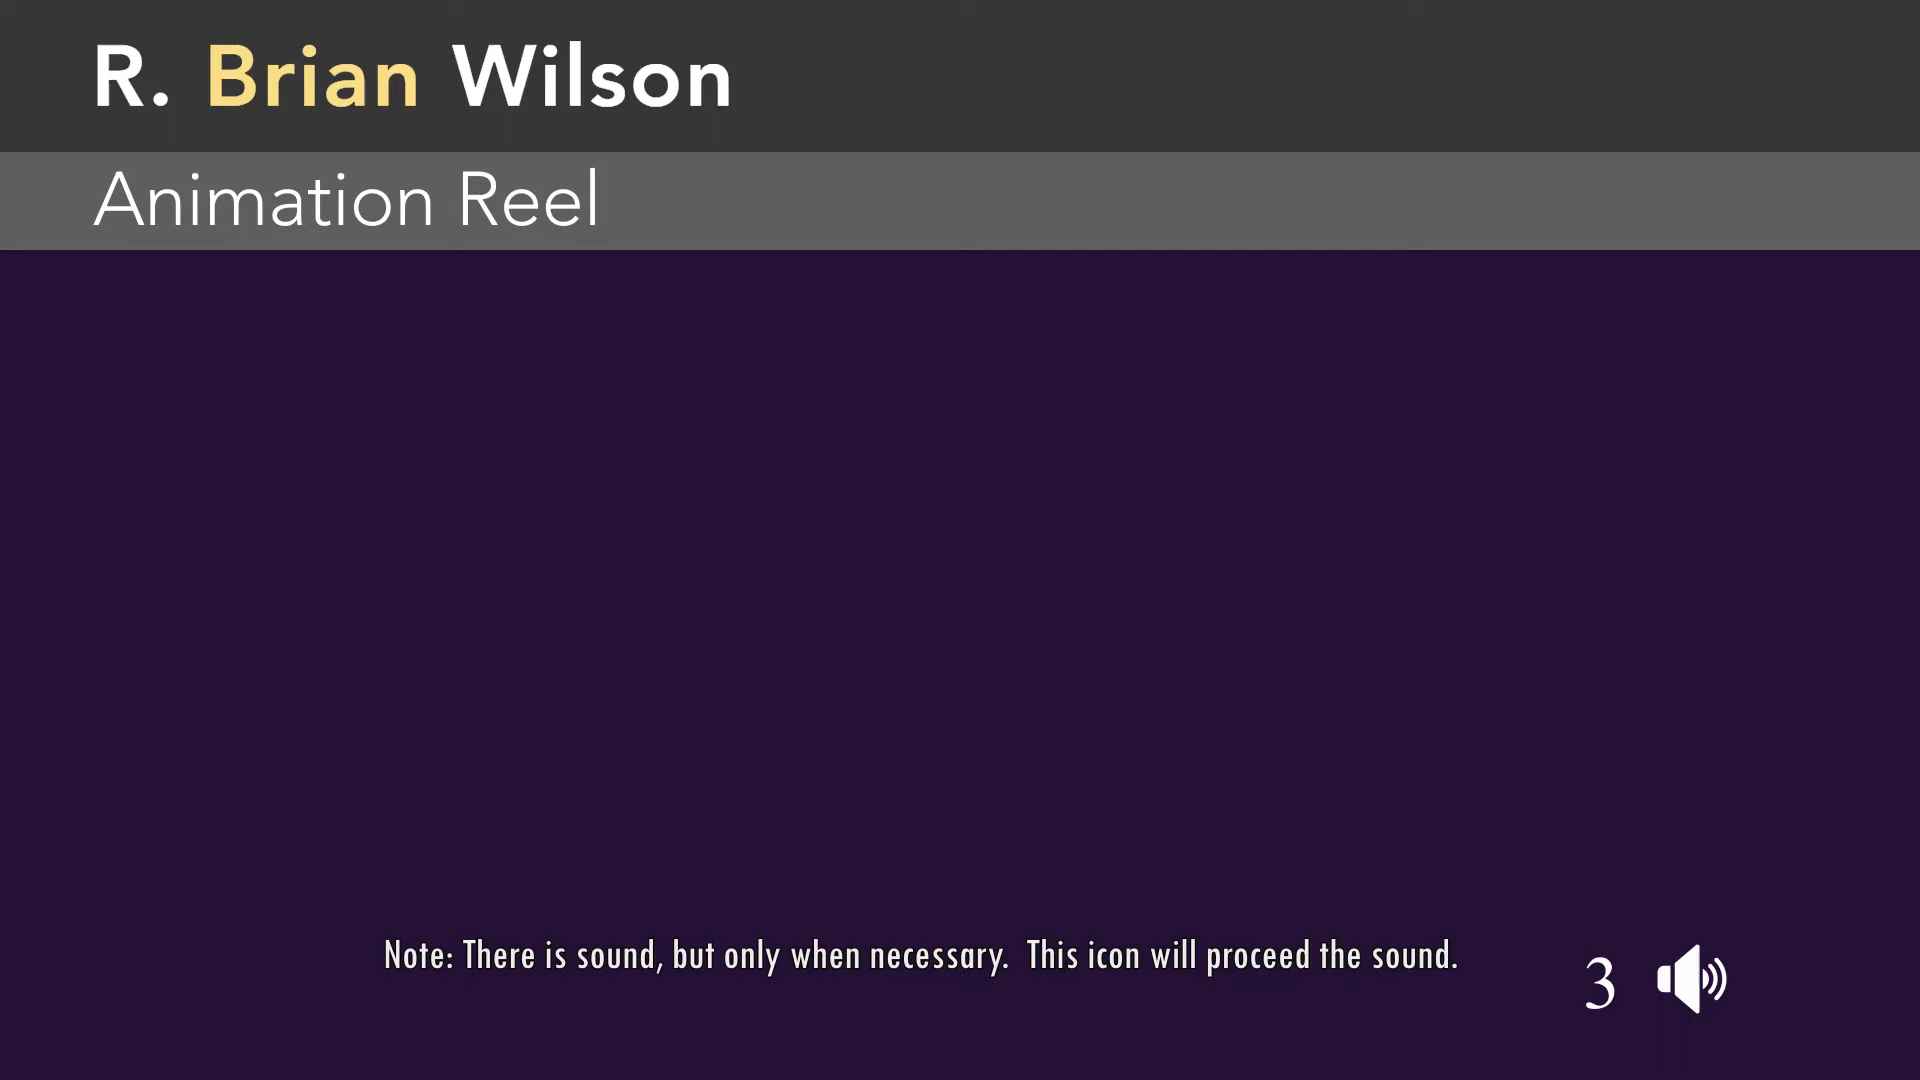 R. Brian Wilson
Animation Reel
Note: There is sound, but only when necessary.  This icon will proceed the sound.
3